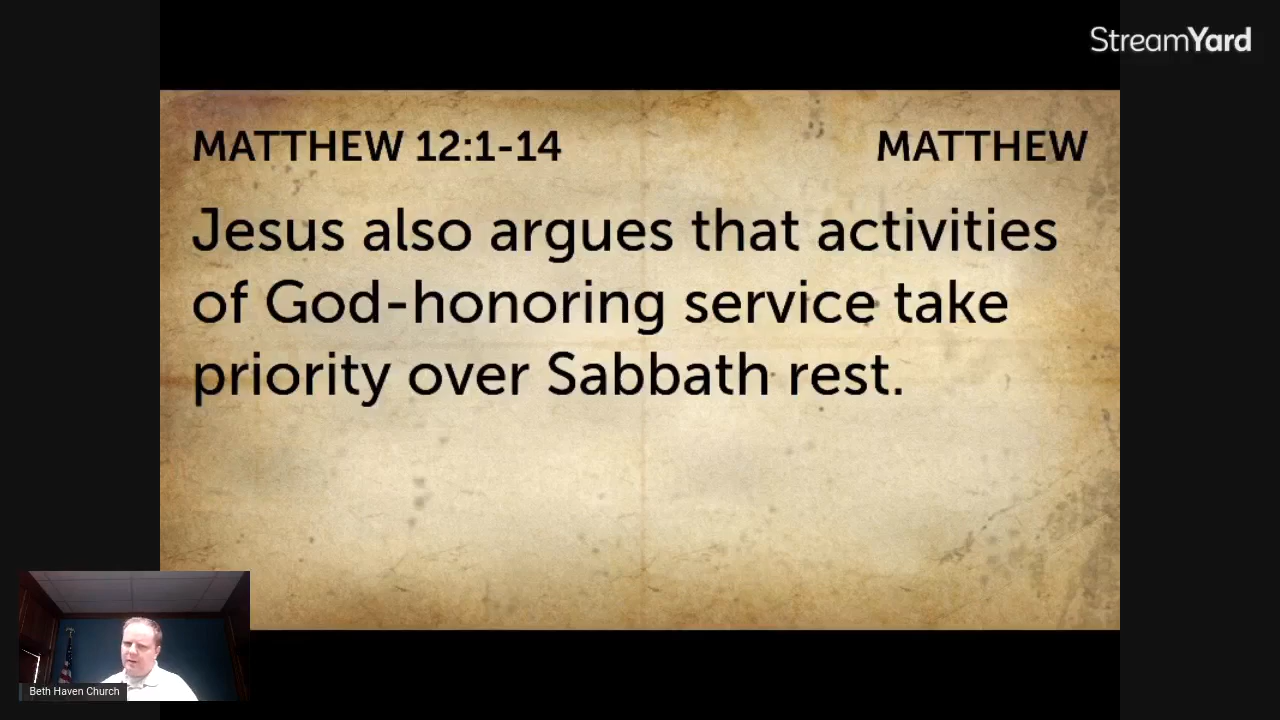 StreamYard
MATTHEW 12:1-14
MATTHEW
Jesus also argues that activities
of God-honoring service take
priority over Sabbath rest.
Beth Haven Church